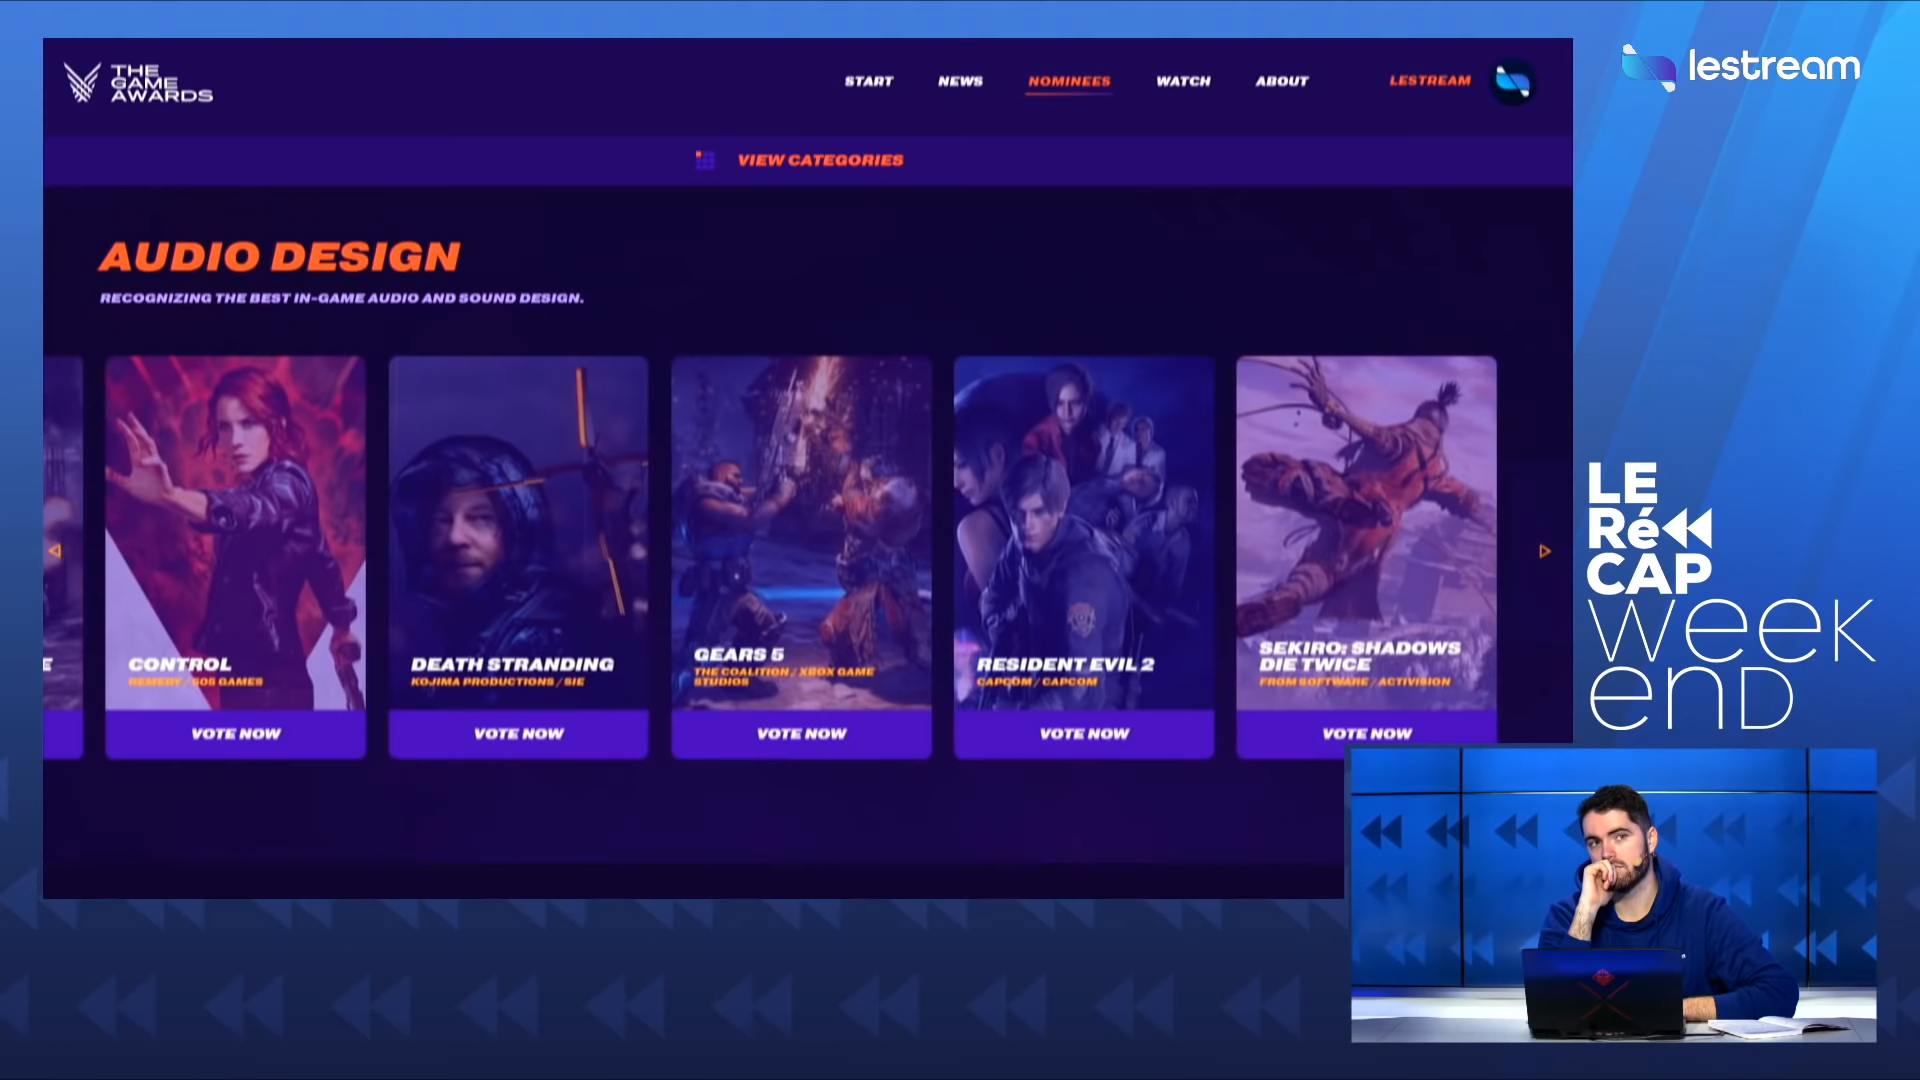 THE
GAME
AWARDS
START
NEWS
NOMINEES
WATCH
ABOUT
LESTREAM
lestream
VIEW CATEGORIES
AUDIO DESIGN
RECOGNIZING THE BEST IN-GAME AUDIO AND SOUND DESIGN.
E
CONTROL
REMEDY / 505 GAMES
VOTE NOW
DEATH STRANDING
KOJIMA PRODUCTIONS / SIE
VOTE NOW
GEARS 5
THE COALITION / XBOX GAME
STUDIOS
VOTE NOW
RESIDENT EVIL 2
CAPCOM / CAPCOM
VOTE NOW
SEKIRO: SHADOWS
DIE TWICE
FROM SOFTWARE / ACTIVISION
VOTE NOW
LE
Ré
CAP
week
end